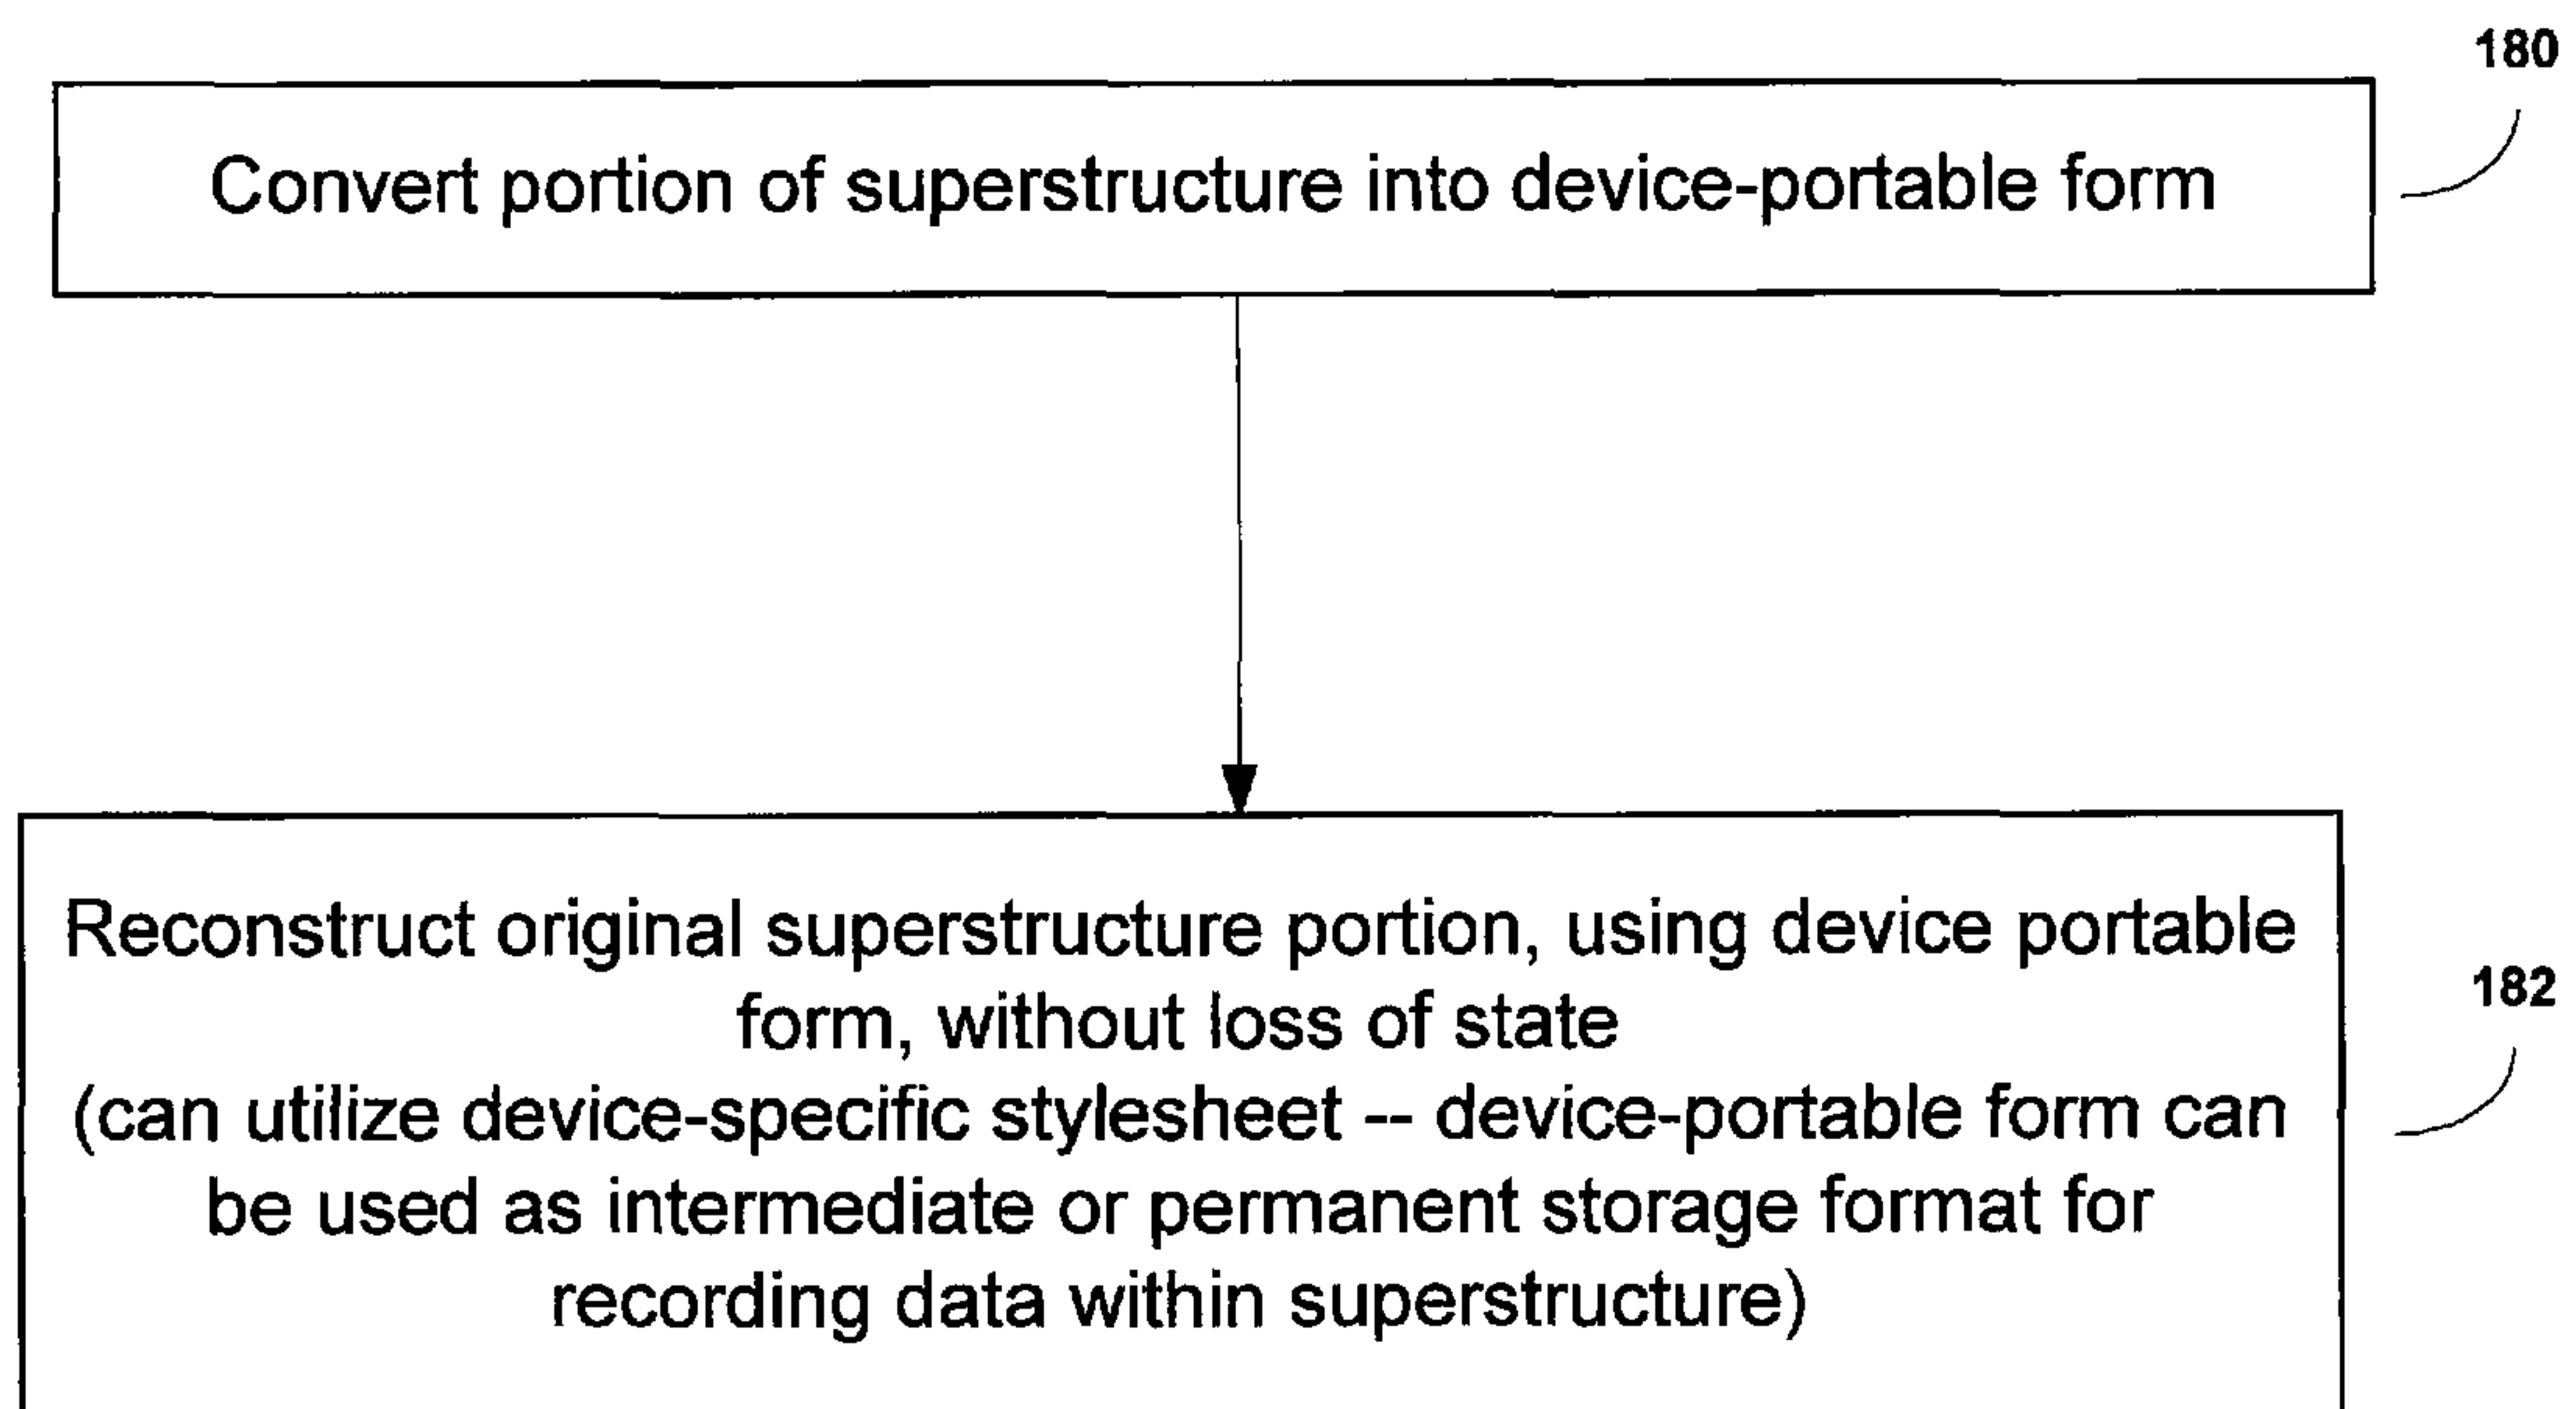 180
Convert portion of superstructure into device-portable form
Reconstruct original superstructure portion, using device portable
form, without loss of state
182
(can utilize device-specific stylesheet -- device-portable form can
be used as intermediate or permanent storage format for
recording data within superstructure)